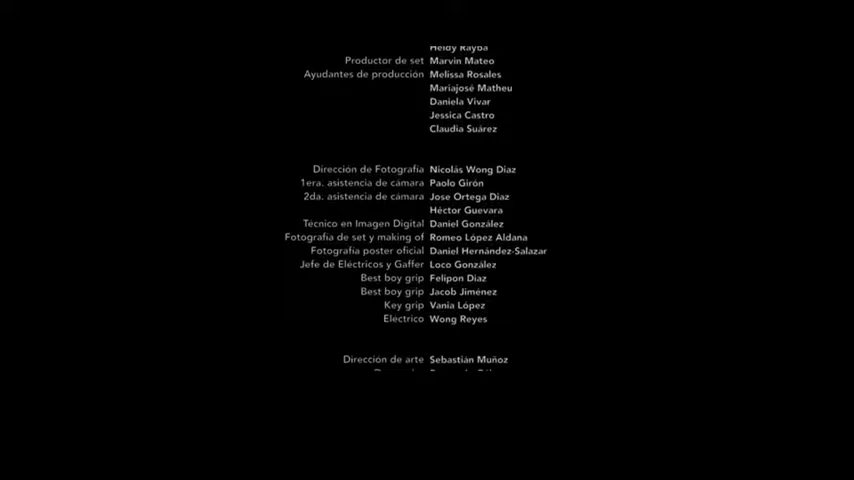 Heidy Rayba
Productor de set Marvin Mateo
Ayudantes de producción Melissa Rosales
Mariajosé Matheu
Daniela Vivar
Jessica Castro
Claudia Suárez
Dirección de Fotografía Nicolás Wong Díaz
1era. asistencia de cámara Paolo Girón
2da. asistencia de cámara Jose Ortega Diaz
Héctor Guevara
Técnico en Imagen Digital Daniel González
Fotografía de set y making of Romeo López Aldana
Fotografía poster oficial Daniel Hernández-Salazar
Jefe de Eléctricos y Gaffer Loco González
Best boy grip Felipon Diaz
Best boy grip Jacob Jiménez
Key grip Vania López
Eléctrico Wong Reyes
Dirección de arte Sebastián Muñoz